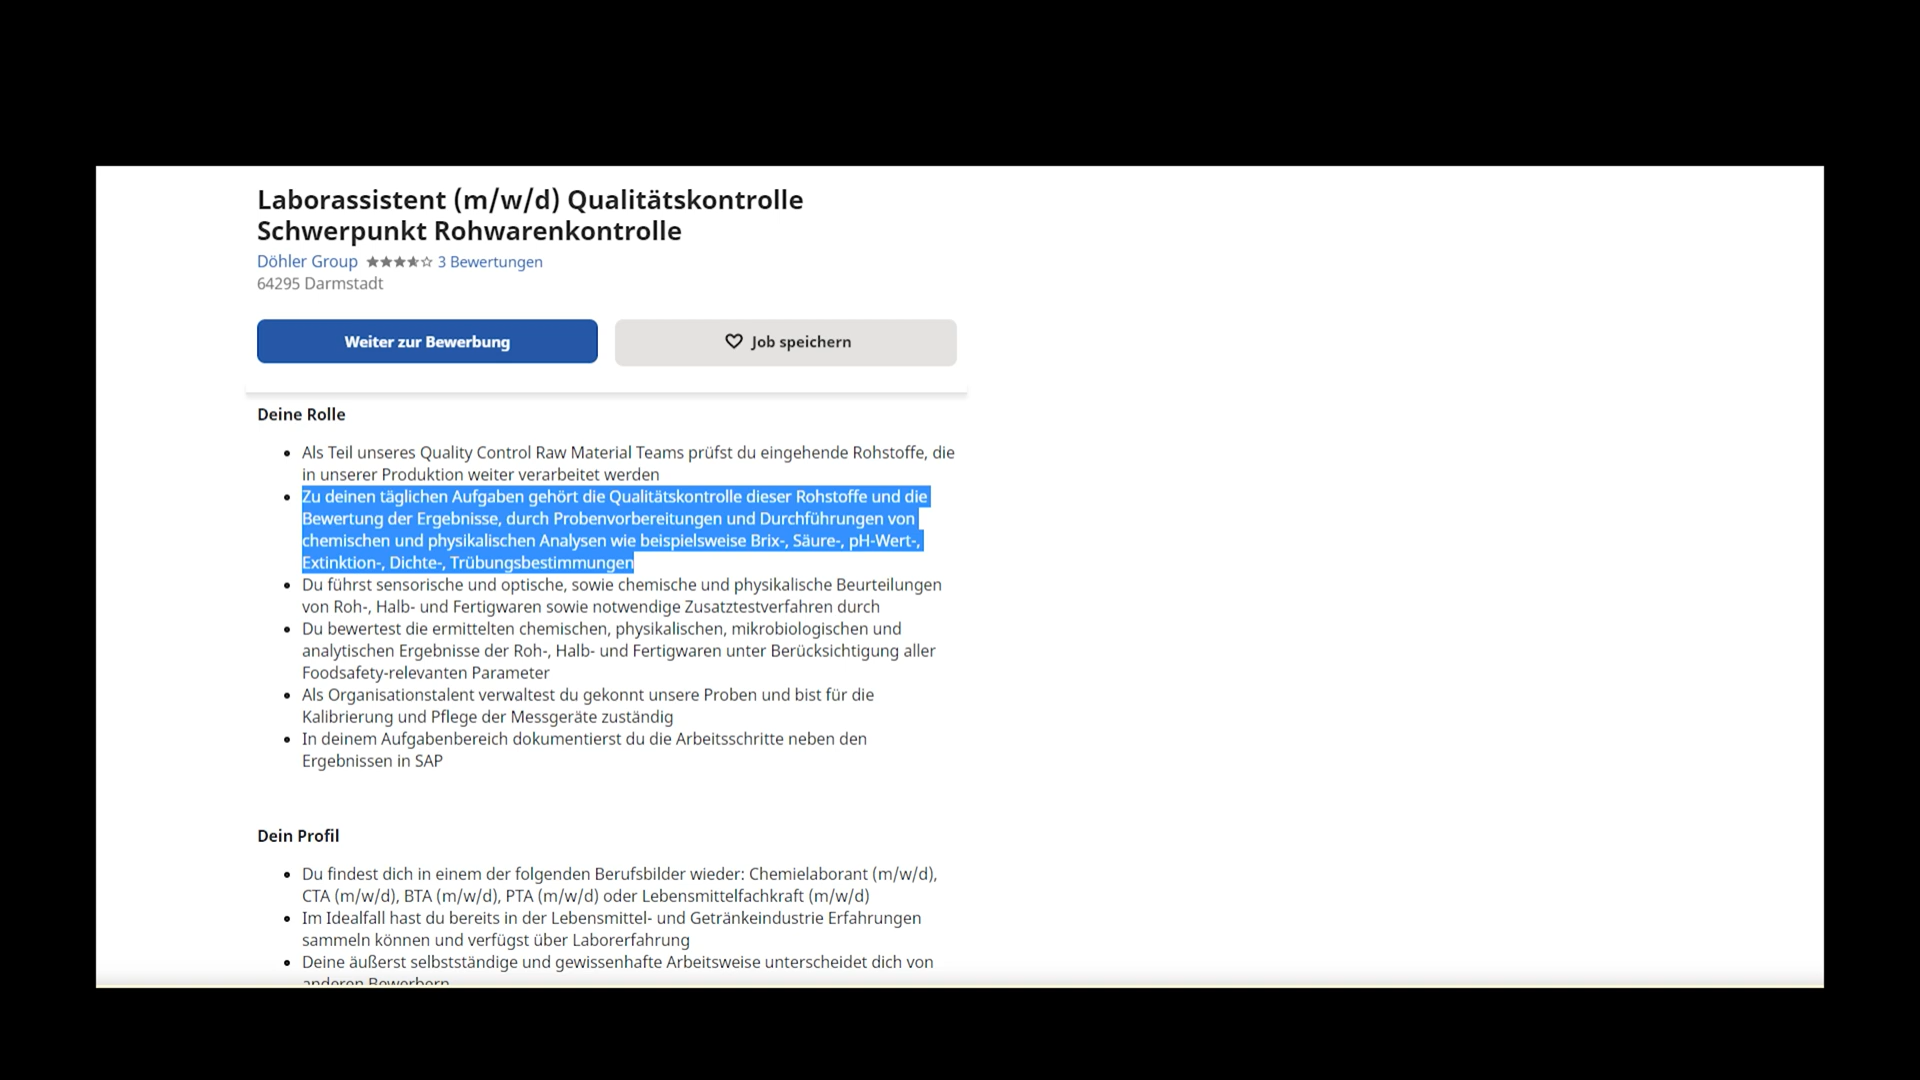 Laborassistent (m/w/d) Qualitätskontrolle
Schwerpunkt Rohwarenkontrolle
Döhler Group 3 Bewertungen
64295 Darmstadt
Weiter zur Bewerbung
Job speichern
Deine Rolle
Als Teil unseres Quality Control Raw Material Teams prüfst du eingehende Rohstoffe, die
in unserer Produktion weiter verarbeitet werden
Zu deinen täglichen Aufgaben gehört die Qualitätskontrolle dieser Rohstoffe und die
Bewertung der Ergebnisse, durch Probenvorbereitungen und Durchführungen von
chemischen und physikalischen Analysen wie beispielsweise Brix-, Säure-, pH-Wert-,
Extinktion-, Dichte-, Trübungsbestimmungen
Du führst sensorische und optische, sowie chemische und physikalische Beurteilungen
von Roh-, Halb- und Fertigwaren sowie notwendige Zusatztestverfahren durch
Du bewertest die ermittelten chemischen, physikalischen, mikrobiologischen und
analytischen Ergebnisse der Roh-, Halb- und Fertigwaren unter Berücksichtigung aller
Foodsafety-relevanten Parameter
Als Organisationstalent verwaltest du gekonnt unsere Proben und bist für die
Kalibrierung und Pflege der Messgeräte zuständig
In deinem Aufgabenbereich dokumentierst du die Arbeitsschritte neben den
Ergebnissen in SAP
Dein Profil
Du findest dich in einem der folgenden Berufsbilder wieder: Chemielaborant (m/w/d),
CTA (m/w/d), BTA (m/w/d), PTA (m/w/d) oder Lebensmittelfachkraft (m/w/d)
Im Idealfall hast du bereits in der Lebensmittel- und Getränkeindustrie Erfahrungen
sammeln können und verfügst über Laborerfahrung
Deine äußerst selbstständige und gewissenhafte Arbeitsweise unterscheidet dich von
anderen Bewerbern